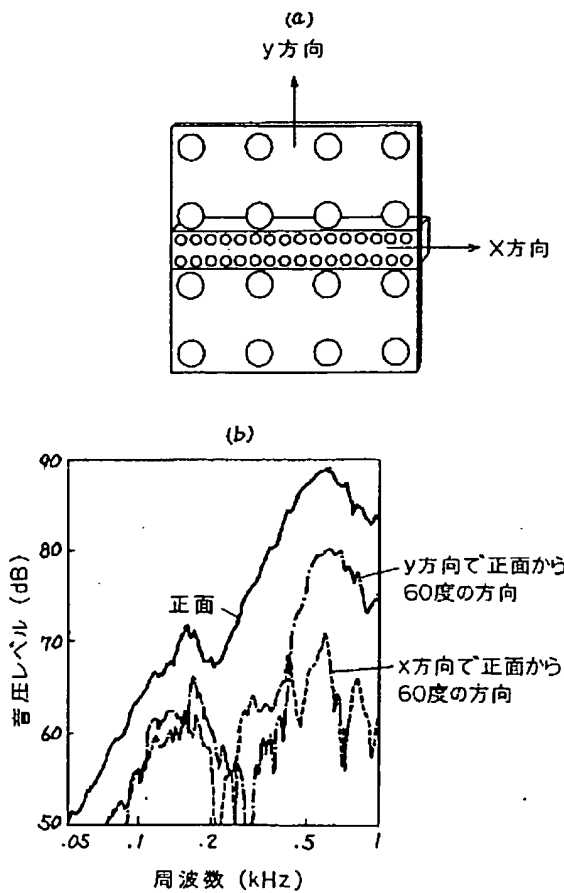 (a)
y方向
X方向
(b)
90
80
70
60
50
.05
.1
.2
.5
1
音圧レベル (dB)
周波数 (kHz)
正面
y方向で正面から
60度の方向
x方向で正面から
60度の方向